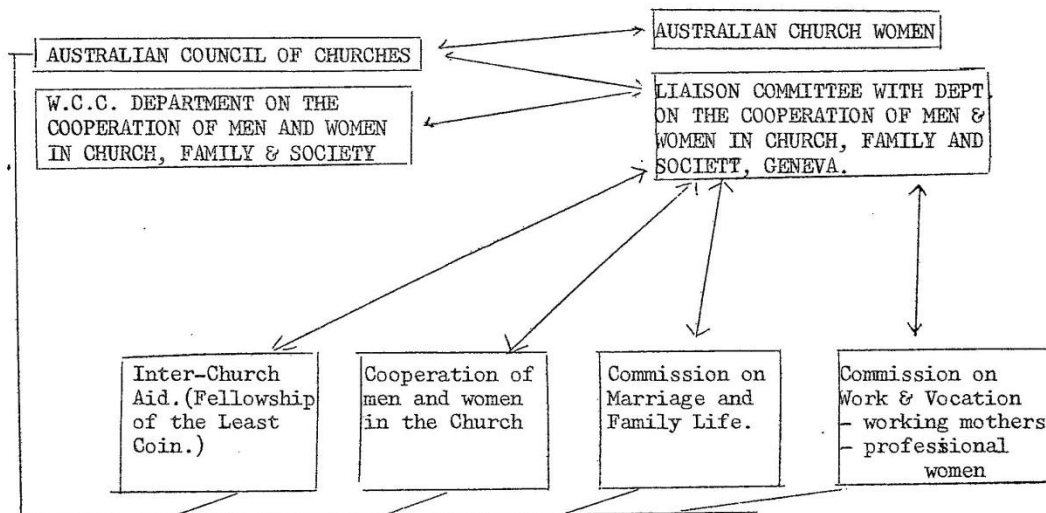 AUSTRALIAN CHURCH WOMEN
AUSTRALIAN COUNCIL OF CHURCHES
W.C.C. DEPARTMENT ON THE
COOPERATION OF MEN AND WOMEN
IN CHURCH, FAMILY & SOCIETY
LIAISON COMMITTEE WITH DEPT
ON THE COOPERATION OF MEN &
WOMEN IN CHURCH, FAMILY AND
SOCIETT, GENEVA.
Inter-Church
Aid.(Fellowship
of the Least
Coin.)
Cooperation of
men and women
in the Church
Commission on
Marriage and
Family Life.
Commission on
Work & Vocation
- working mothers
- professional
women